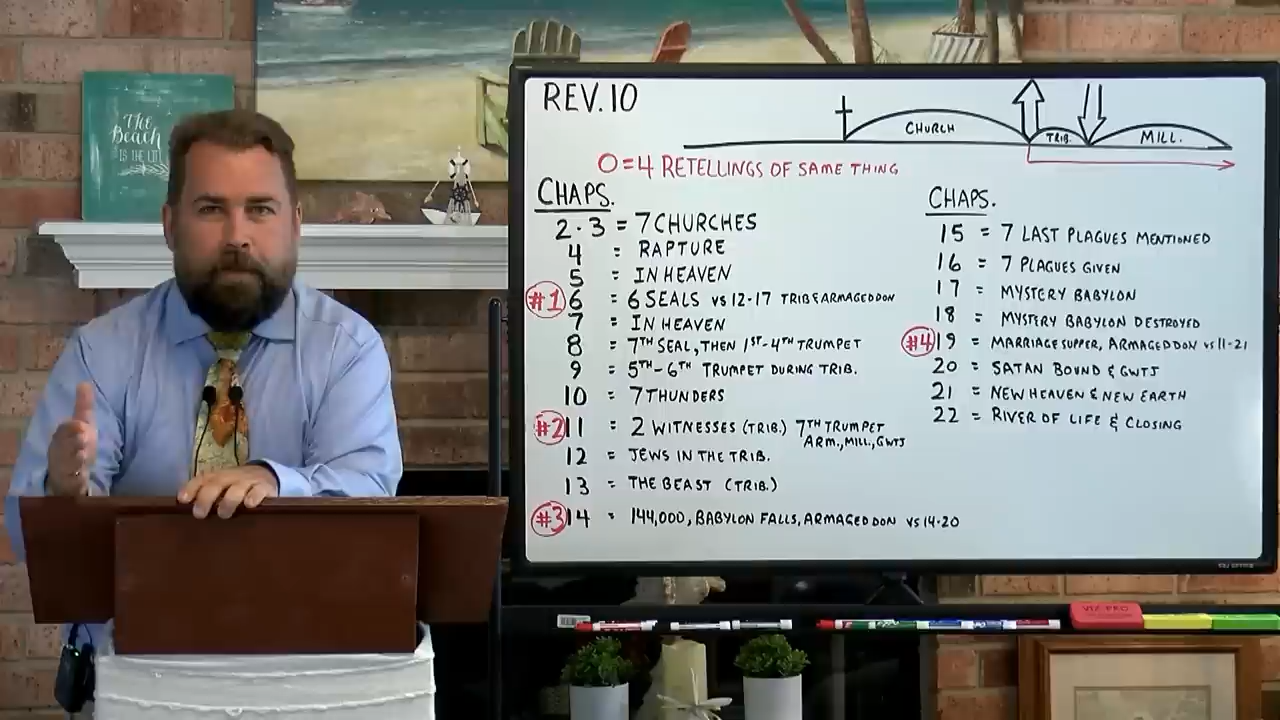 The
Beach
IS THE LIT
REV.10
CHURCH
TRIB.
MILL.
O=4 RETELLINGS OF SAME THING
CHAPS.
2·3 = 7 CHURCHES
4 = RAPTURE
5 = IN HEAVEN
#1 6 = 6 SEALS VS 12-17 TRIB & ARMAGEDDON
7 = IN HEAVEN
8 = 7TH SEAL, THEN 1ST-4TH TRUMPET
9 = 5TH-6TH TRUMPET DURING TRIB.
10 = 7 THUNDERS
#2 11 = 2 WITNESSES (TRIB.) 7TH TRUMPET
ARM., MILL, GWTJ
12 = JEWS IN THE TRIB.
13 = THE BEAST (TRIB.)
#3 14 = 144,000, BABYLON FALLS, ARMAGEDDON VS 14-20
CHAPS.
15 = 7 LAST PLAGUES MENTIONED
16 = 7 PLAGUES GIVEN
17 = MYSTERY BABYLON
18 = MYSTERY BABYLON DESTROYED
#4 19 = MARRIAGE SUPPER, ARMAGEDDON VS 11-21
20 = SATAN BOUND & GWTJ
21 = NEW HEAVEN & NEW EARTH
22 = RIVER OF LIFE & CLOSING